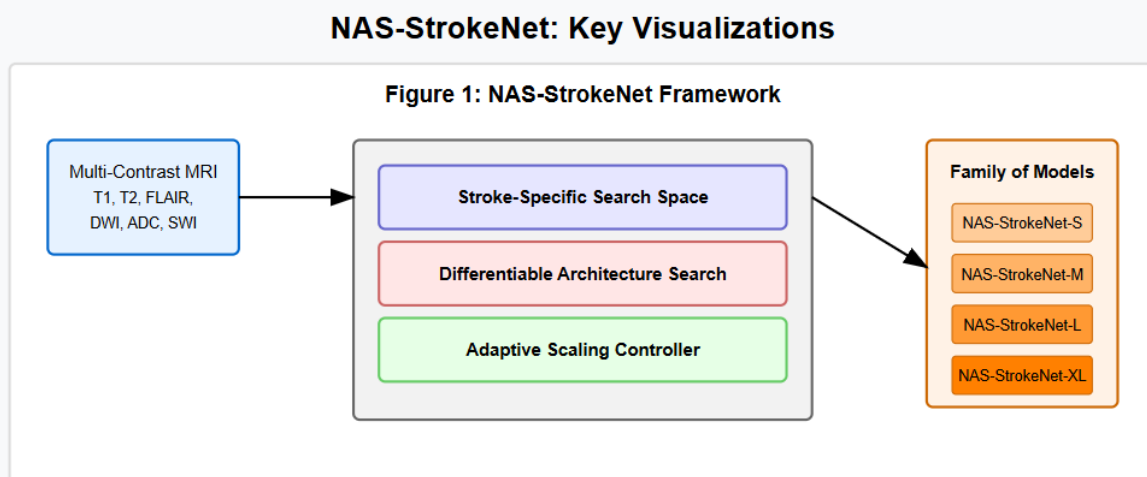 NAS-StrokeNet: Key Visualizations
Figure 1: NAS-StrokeNet Framework
Multi-Contrast MRI
T1, T2, FLAIR,
DWI, ADC, SWI
Stroke-Specific Search Space
Differentiable Architecture Search
Adaptive Scaling Controller
Family of Models
NAS-StrokeNet-S
NAS-StrokeNet-M
NAS-StrokeNet-L
NAS-StrokeNet-XL